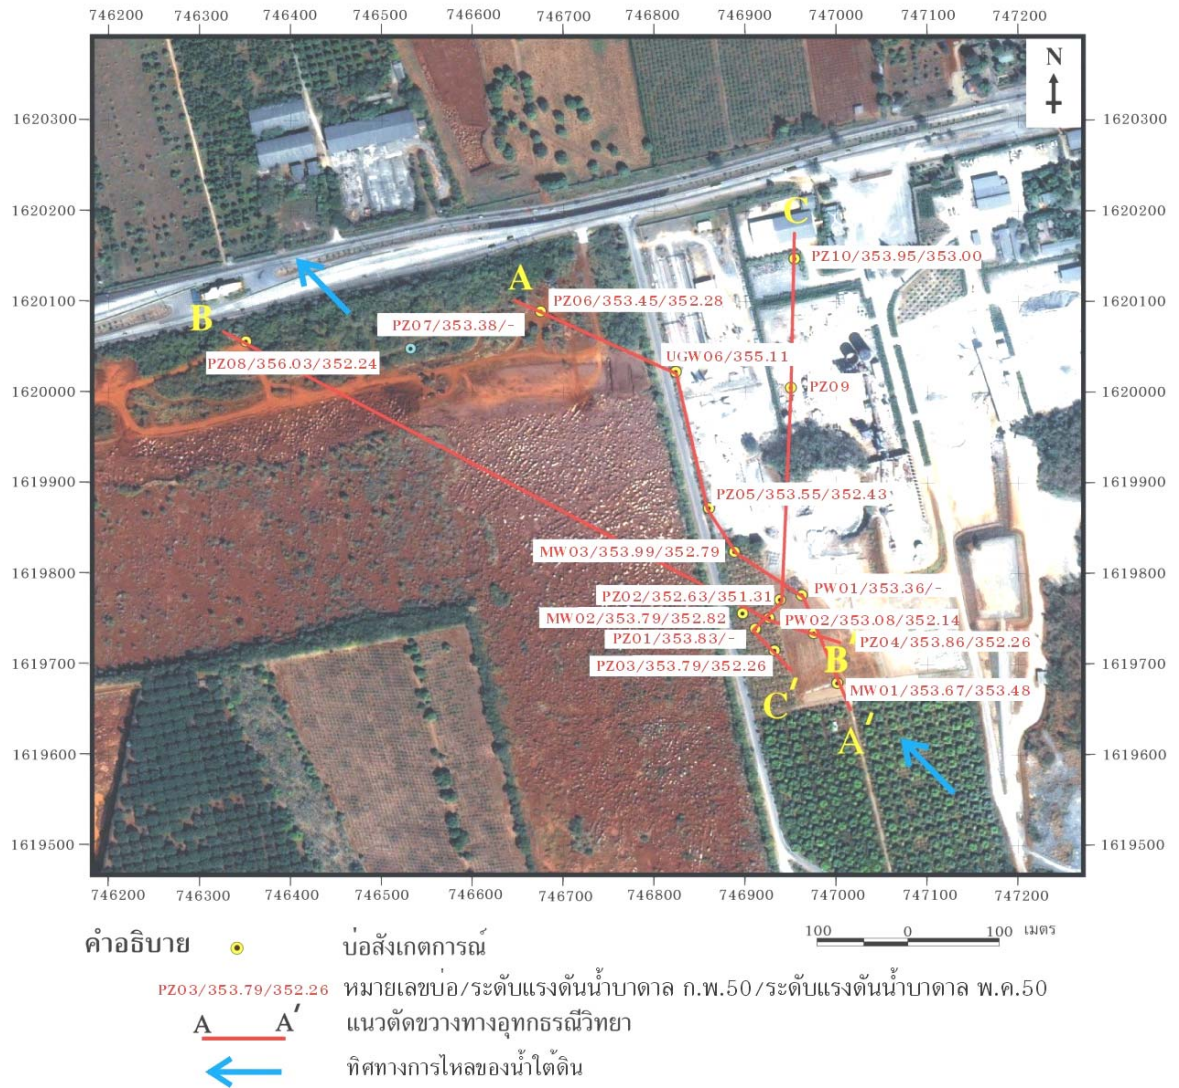 746200 746300 746400 746500 746600 746700 746800 746900 747000 747100 747200
N
1620300 1620300
1620200 1620200
C
PZ10/353.95/353.00
A
1620100 PZ06/353.45/352.28 1620100
B PZ07/353.38/-
PZ08/356.03/352.24 UGW06/355.11
1620000 PZ09 1620000
1619900 1619900
PZ05/353.55/352.43
MW03/353.99/352.79
1619800 1619800
PZ02/352.63/351.31 PW01/353.36/-
MW02/353.79/352.82 PW02/353.08/352.14
PZ01/353.83/- PZ04/353.86/352.26
1619700 PZ03/353.79/352.26 B' 1619700
C' MW01/353.67/353.48
A'
1619600 1619600
1619500 1619500
746200 746300 746400 746500 746600 746700 746800 746900 747000 747100 747200
คำอธิบาย บ่อสังเกตการณ์ 100 0 100 เมตร
PZ03/353.79/352.26 หมายเลขบ่อ/ระดับแรงดันน้ำบาดาล ก.พ.50/ระดับแรงดันน้ำบาดาล พ.ค.50
A A' แนวตัดขวางทางอุทกธรณีวิทยา
ทิศทางการไหลของน้ำใต้ดิน